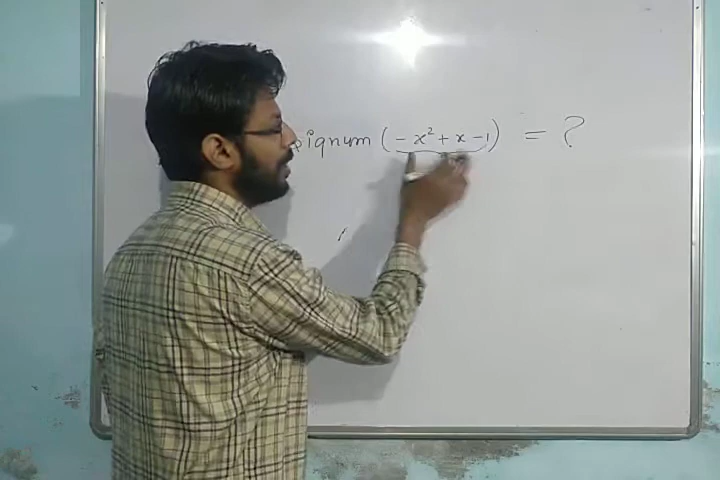 signum (-x² + x - 1) = ?